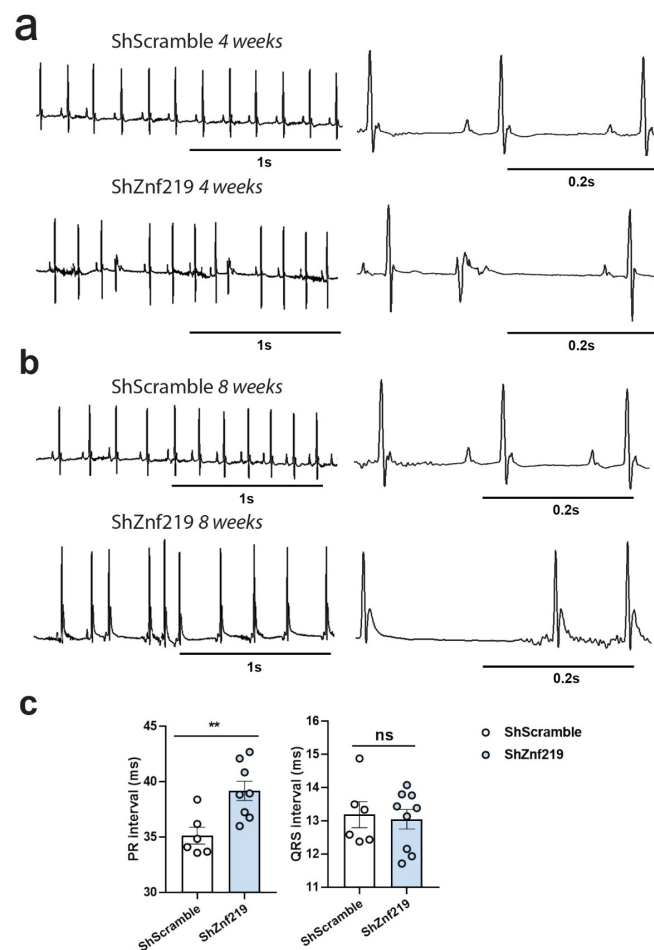 a
ShScramble 4 weeks
1s
0.2s
ShZnf219 4 weeks
1s
0.2s
b
ShScramble 8 weeks
1s
0.2s
ShZnf219 8 weeks
1s
0.2s
c
PR interval (ms)
45
40
35
30
**
ShScramble
ShZnf219
QRS interval (ms)
16
15
14
13
12
11
ns
ShScramble
ShZnf219
ShScramble
ShZnf219